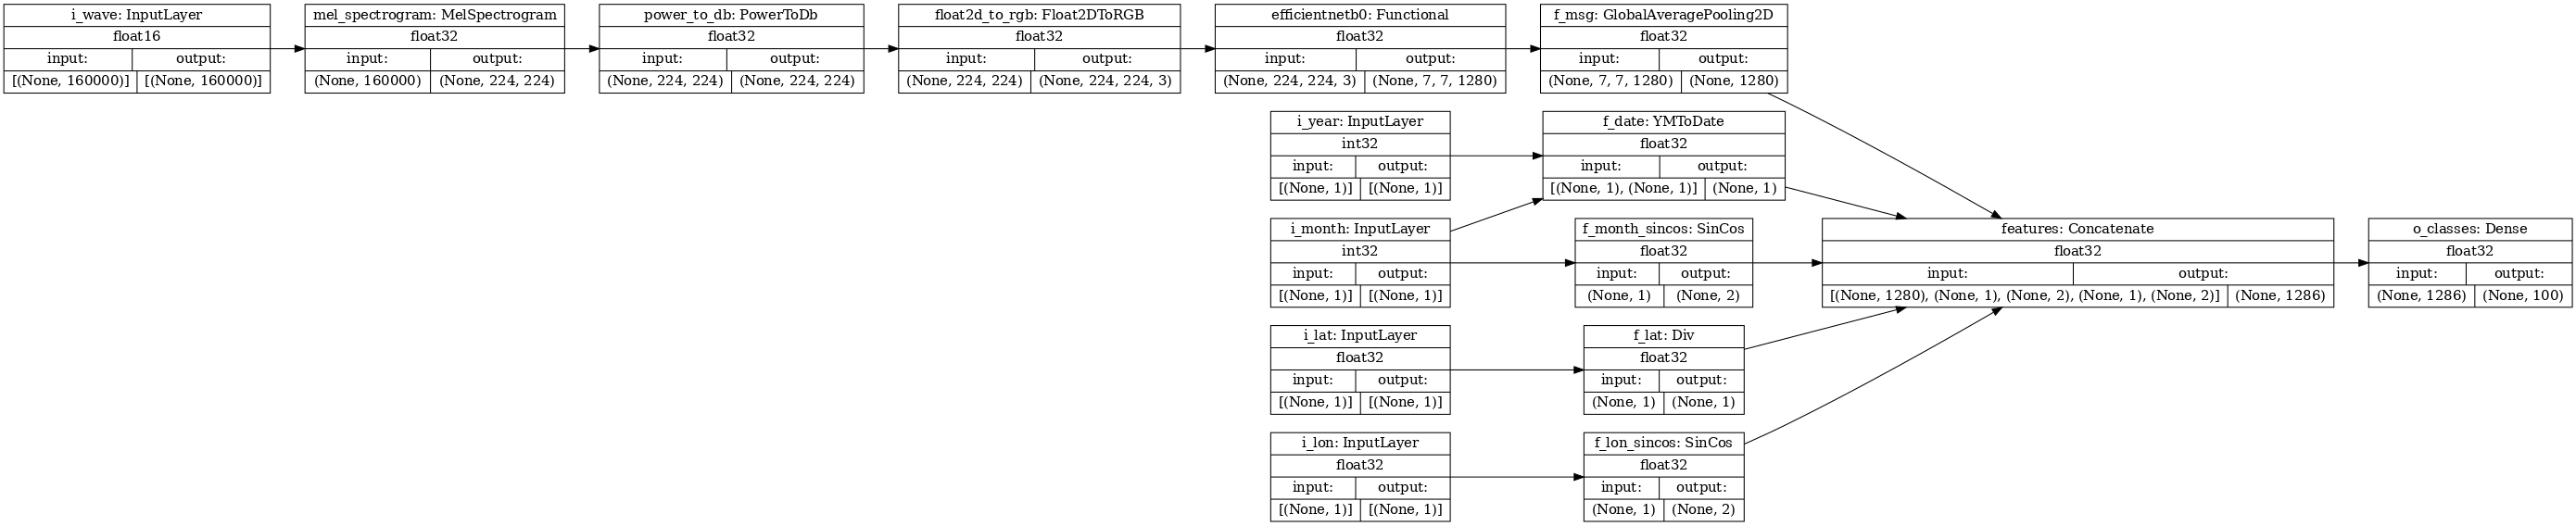 i_wave: InputLayer
float16
input: output:
[(None, 160000)] [(None, 160000)]
mel_spectrogram: MelSpectrogram
float32
input: output:
(None, 160000) (None, 224, 224)
power_to_db: PowerToDb
float32
input: output:
(None, 224, 224) (None, 224, 224)
float2d_to_rgb: Float2DToRGB
float32
input: output:
(None, 224, 224) (None, 224, 224, 3)
efficientnetb0: Functional
float32
input: output:
(None, 224, 224, 3) (None, 7, 7, 1280)
f_msg: GlobalAveragePooling2D
float32
input: output:
(None, 7, 7, 1280) (None, 1280)
i_year: InputLayer
int32
input: output:
[(None, 1)] [(None, 1)]
f_date: YMToDate
float32
input: output:
[(None, 1), (None, 1)] (None, 1)
i_month: InputLayer
int32
input: output:
[(None, 1)] [(None, 1)]
f_month_sincos: SinCos
float32
input: output:
(None, 1) (None, 2)
features: Concatenate
float32
input: output:
[(None, 1280), (None, 1), (None, 2), (None, 1), (None, 2)] (None, 1286)
o_classes: Dense
float32
input: output:
(None, 1286) (None, 100)
i_lat: InputLayer
float32
input: output:
[(None, 1)] [(None, 1)]
f_lat: Div
float32
input: output:
(None, 1) (None, 1)
i_lon: InputLayer
float32
input: output:
[(None, 1)] [(None, 1)]
f_lon_sincos: SinCos
float32
input: output:
(None, 1) (None, 2)